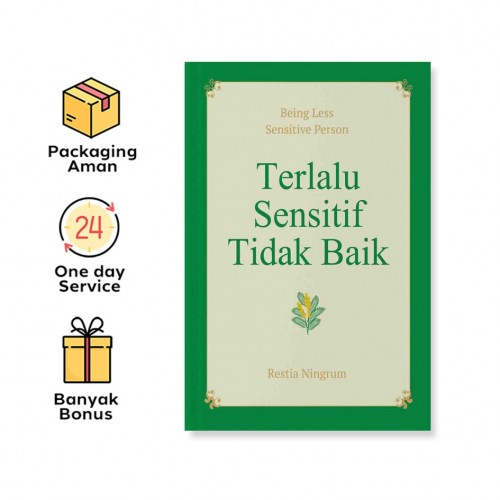 Packaging
Aman
24
One day
Service
Banyak
Bonus
Being Less
Sensitive Person
Terlalu
Sensitif
Tidak Baik
Restia Ningrum